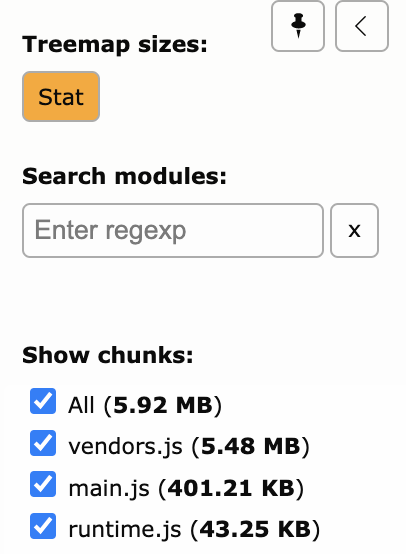 Treemap sizes:
Stat
Search modules:
Enter regexp
x
Show chunks:
All (5.92 MB)
vendors.js (5.48 MB)
main.js (401.21 KB)
runtime.js (43.25 KB)